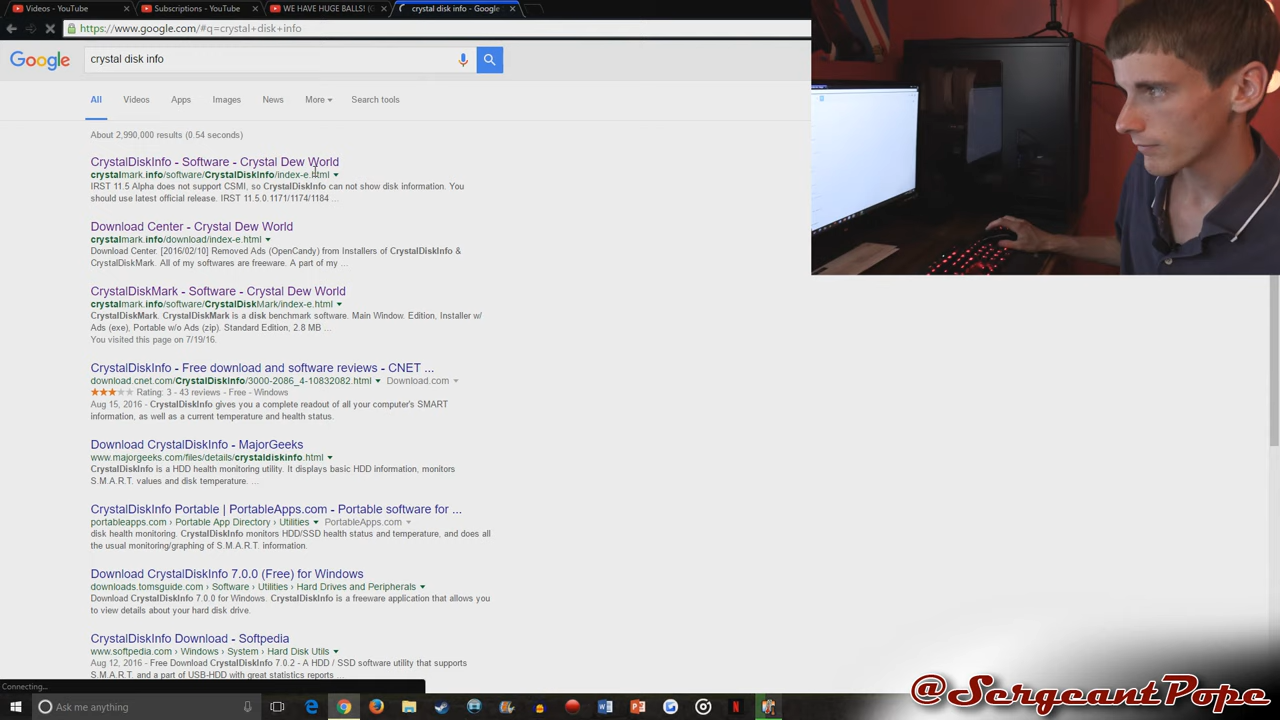 Videos - YouTube
Subscriptions - YouTube
WE HAVE HUGE BALLS! (
crystal disk info - Google
https://www.google.com/#q=crystal+disk+info
Google
crystal disk info
All
Videos
Apps
Images
News
More
Search tools
About 2,990,000 results (0.54 seconds)
CrystalDiskInfo - Software - Crystal Dew World
crystalmark.info/software/CrystalDiskInfo/index-e.html
IRST 11.5 Alpha does not support CSMI, so CrystalDiskInfo can not show disk information. You
should use latest official release. IRST 11.5.0.1171/1174/1184 ...
Download Center - Crystal Dew World
crystalmark.info/download/index-e.html
Download Center. [2016/02/10] Removed Ads (OpenCandy) from Installers of CrystalDiskInfo &
CrystalDiskMark. All of my softwares are freeware. A part of my ...
CrystalDiskMark - Software - Crystal Dew World
crystalmark.info/software/CrystalDiskMark/index-e.html
CrystalDiskMark. CrystalDiskMark is a disk benchmark software. Main Window. Edition, Installer w/
Ads (exe), Portable w/o Ads (zip). Standard Edition, 2.8 MB ...
You visited this page on 7/19/16.
CrystalDiskInfo - Free download and software reviews - CNET ...
download.cnet.com/CrystalDiskInfo/3000-2086_4-10832082.html
Download.com
Rating: 3 - 43 reviews - Free - Windows
Aug 15, 2016 - CrystalDiskInfo gives you a complete readout of all your computer's SMART
information, as well as a current temperature and health status.
Download CrystalDiskInfo - MajorGeeks
www.majorgeeks.com/files/details/crystaldiskinfo.html
CrystalDiskInfo is a HDD health monitoring utility. It displays basic HDD information, monitors
S.M.A.R.T. values and disk temperature. ...
CrystalDiskInfo Portable | PortableApps.com - Portable software for ...
portableapps.com › Portable App Directory › Utilities
PortableApps.com
disk health monitoring. CrystalDiskInfo monitors HDD/SSD health status and temperature, and does all
the usual monitoring/graphing of S.M.A.R.T. information.
Download CrystalDiskInfo 7.0.0 (Free) for Windows
downloads.tomsguide.com › Software › Utilities › Hard Drives and Peripherals
Download CrystalDiskInfo 7.0.0 for Windows. CrystalDiskInfo is a freeware application that allows you
to view details about your hard disk drive.
CrystalDiskInfo Download - Softpedia
www.softpedia.com › Windows › System › Hard Disk Utils
Aug 12, 2016 - Free Download CrystalDiskInfo 7.0.2 - A HDD / SSD software utility that supports
S.M.A.R.T. and a part of USB-HDD with great statistics reports ...
Connecting...
Ask me anything
@SergeantPope